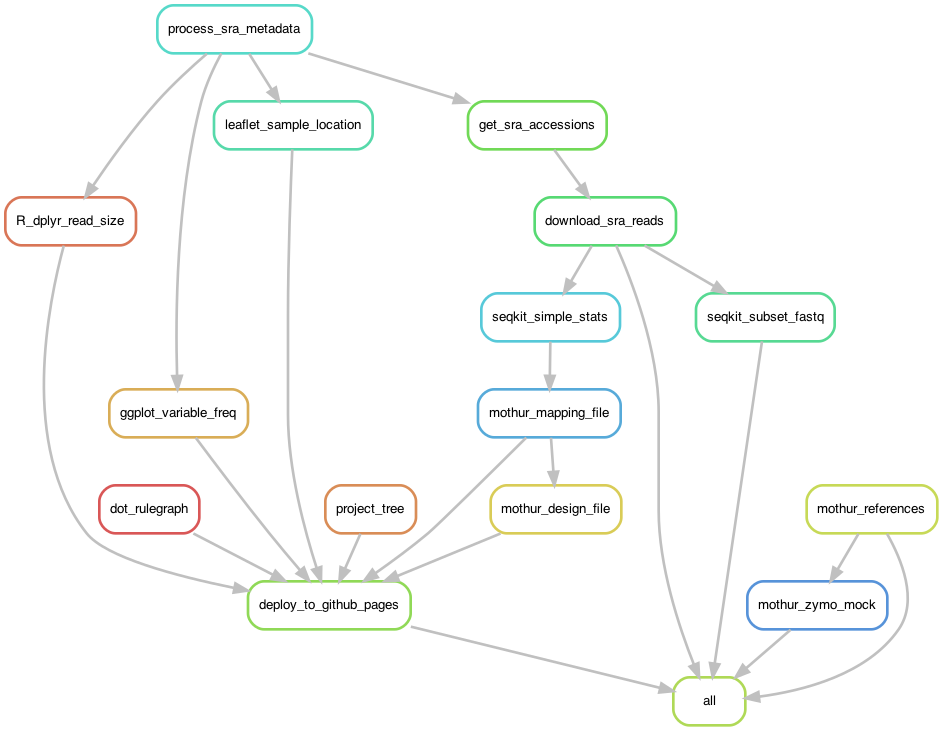 process_sra_metadata
leaflet_sample_location
get_sra_accessions
R_dplyr_read_size
download_sra_reads
seqkit_simple_stats
seqkit_subset_fastq
ggplot_variable_freq
mothur_mapping_file
dot_rulegraph
project_tree
mothur_design_file
mothur_references
deploy_to_github_pages
mothur_zymo_mock
all